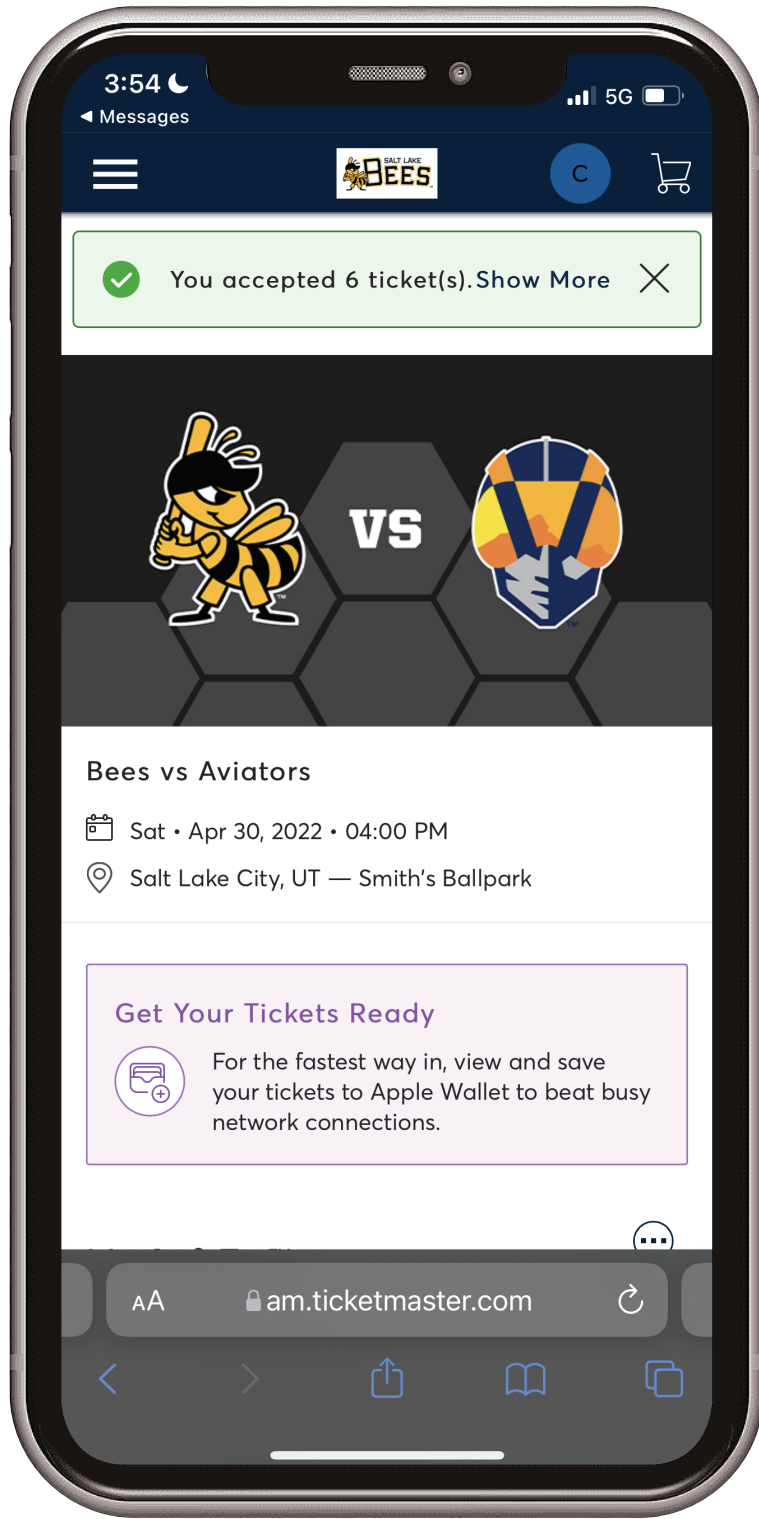 3:54
5G
◀ Messages
SALT LAKE
BEES
C
You accepted 6 ticket(s). Show More
VS
TM
TM
Bees vs Aviators
Sat • Apr 30, 2022 • 04:00 PM
Salt Lake City, UT — Smith's Ballpark
Get Your Tickets Ready
For the fastest way in, view and save
your tickets to Apple Wallet to beat busy
network connections.
AA
am.ticketmaster.com